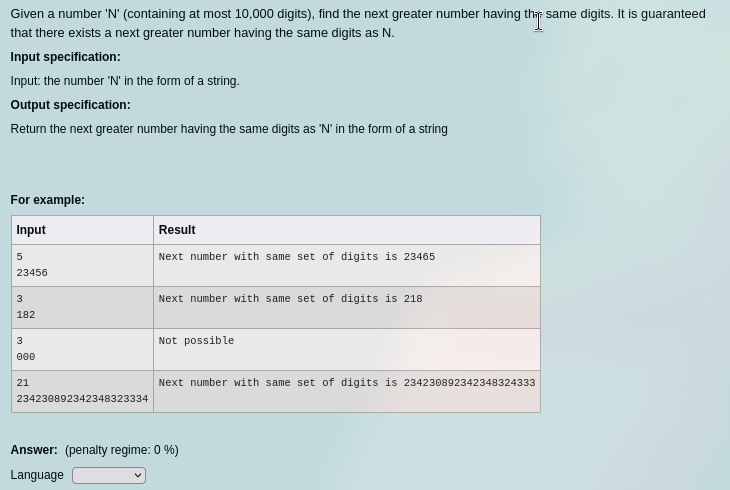 Given a number 'N' (containing at most 10,000 digits), find the next greater number having the same digits. It is guaranteed
that there exists a next greater number having the same digits as N.
Input specification:
Input: the number 'N' in the form of a string.
Output specification:
Return the next greater number having the same digits as 'N' in the form of a string
For example:
Input Result
5 Next number with same set of digits is 23465
23456
3 Next number with same set of digits is 218
182
3 Not possible
000
21 Next number with same set of digits is 234230892342348324333
234230892342348323334
Answer: (penalty regime: 0 %)
Language